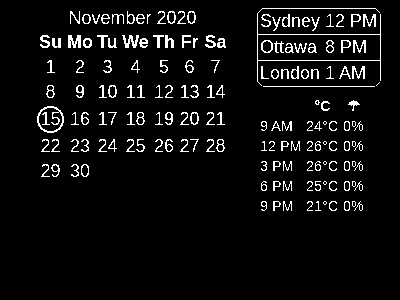 November 2020
Su Mo Tu We Th Fr Sa
1 2 3 4 5 6 7
8 9 10 11 12 13 14
15 16 17 18 19 20 21
22 23 24 25 26 27 28
29 30
Sydney 12 PM
Ottawa 8 PM
London 1 AM
°C ☂
9 AM 24°C 0%
12 PM 26°C 0%
3 PM 26°C 0%
6 PM 25°C 0%
9 PM 21°C 0%